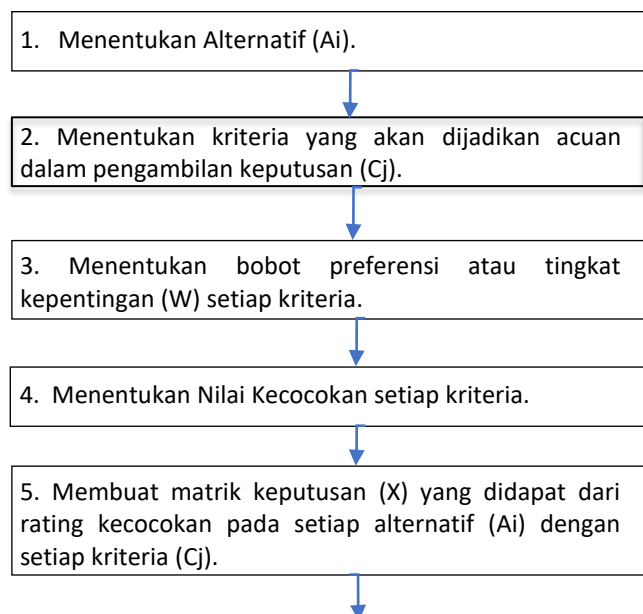 1. Menentukan Alternatif (Ai).
2. Menentukan kriteria yang akan dijadikan acuan
dalam pengambilan keputusan (Cj).
3. Menentukan bobot preferensi atau tingkat
kepentingan (W) setiap kriteria.
4. Menentukan Nilai Kecocokan setiap kriteria.
5. Membuat matrik keputusan (X) yang didapat dari
rating kecocokan pada setiap alternatif (Ai) dengan
setiap kriteria (Cj).